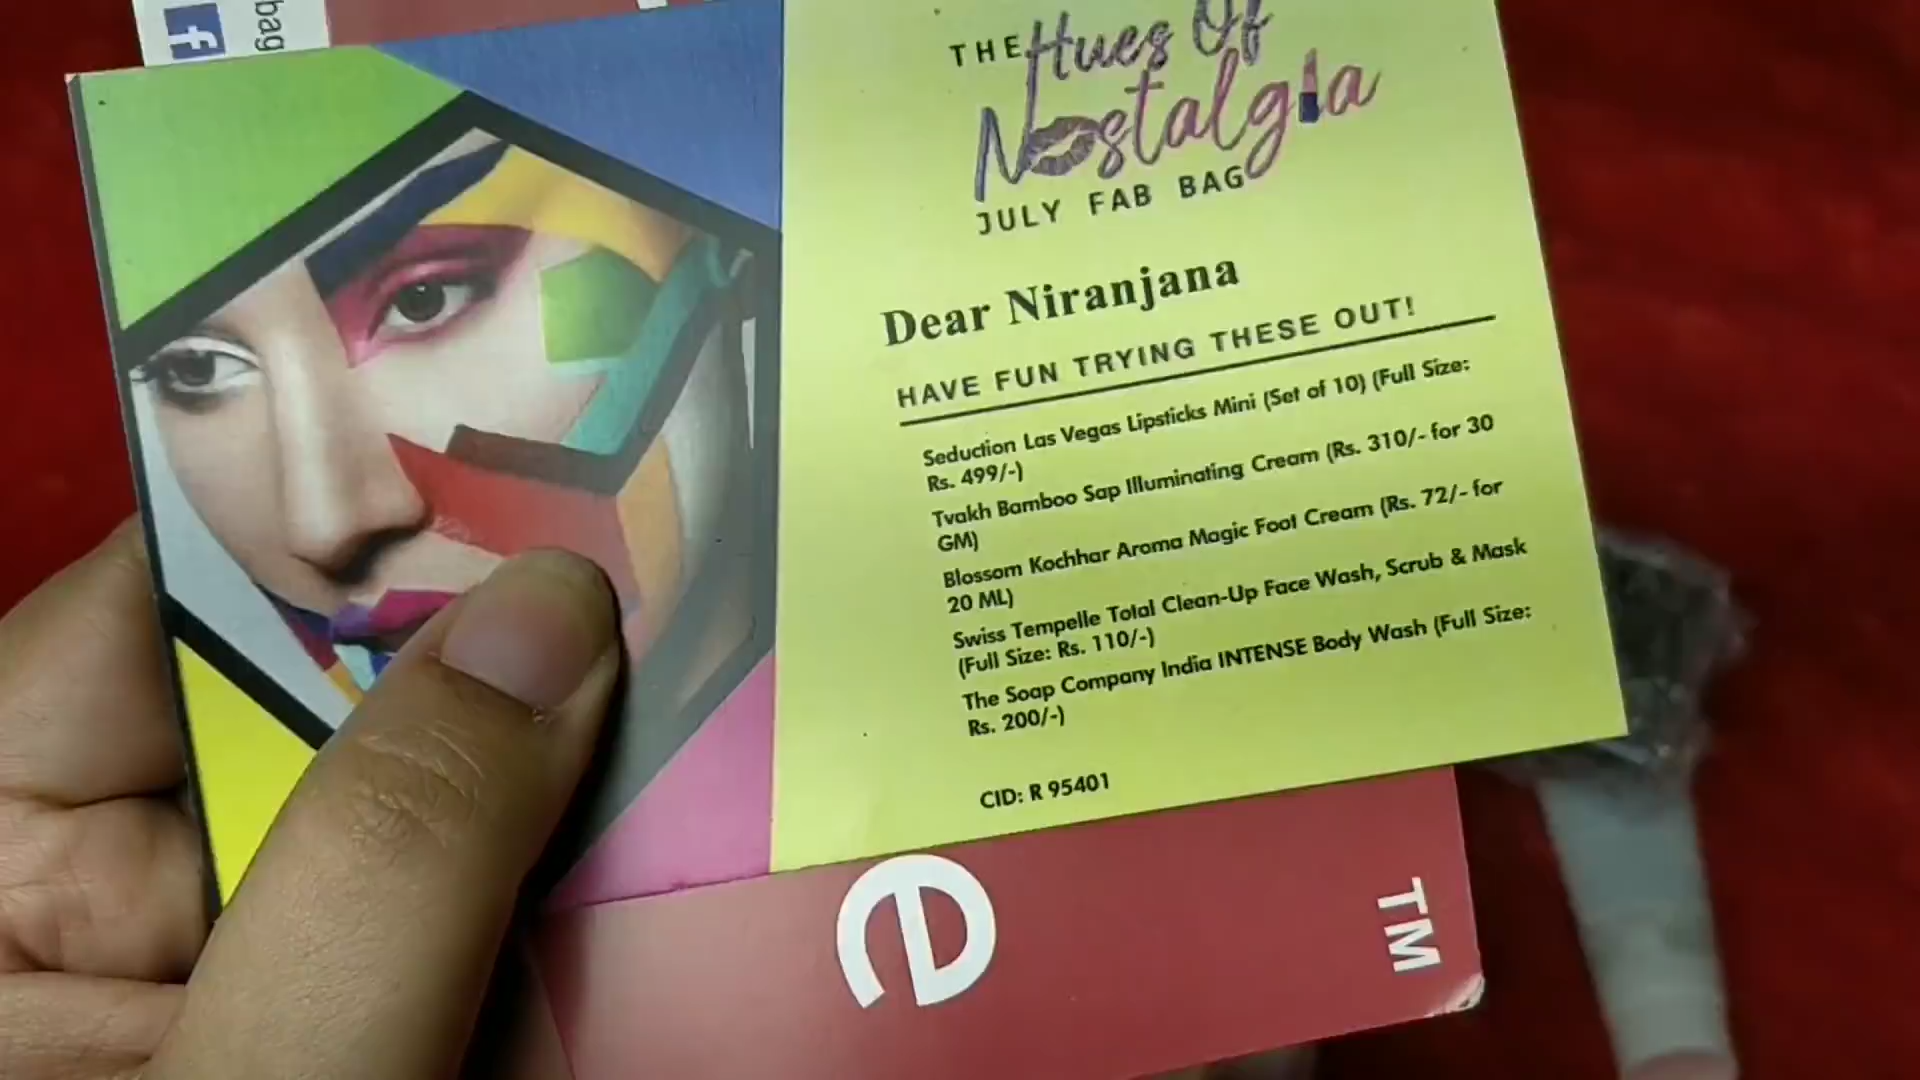 bag
THE Hues Of
Nostalgia
JULY FAB BAG
Dear Niranjana
HAVE FUN TRYING THESE OUT!
Seduction Las Vegas Lipsticks Mini (Set of 10) (Full Size:
Rs. 499/-)
Tvakh Bamboo Sap Illuminating Cream (Rs. 310/- for 30
GM)
Blossom Kochhar Aroma Magic Foot Cream (Rs. 72/- for
20 ML)
Swiss Tempelle Total Clean-Up Face Wash, Scrub & Mask
(Full Size: Rs. 110/-)
The Soap Company India INTENSE Body Wash (Full Size:
Rs. 200/-)
CID: R 95401
e
TM